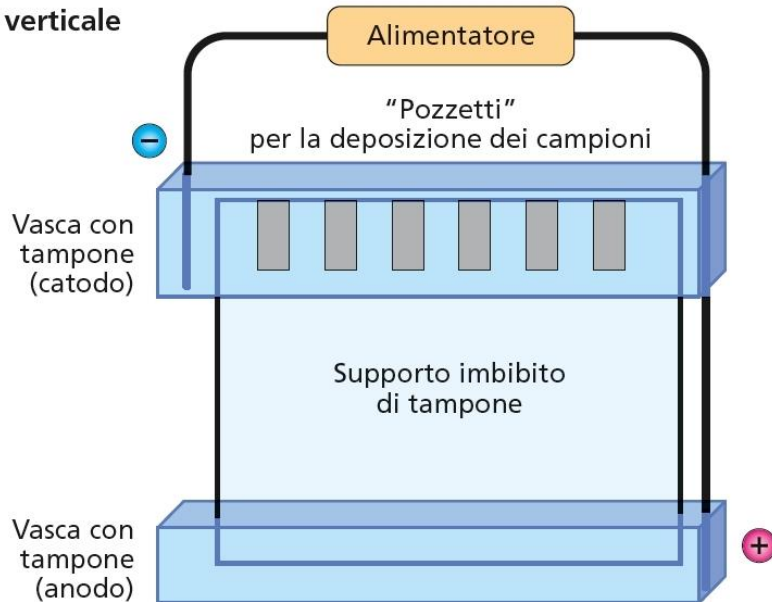 verticale
Alimentatore
“Pozzetti”
per la deposizione dei campioni
−
Vasca con
tampone
(catodo)
Supporto imbibito
di tampone
Vasca con
tampone
(anodo)
+